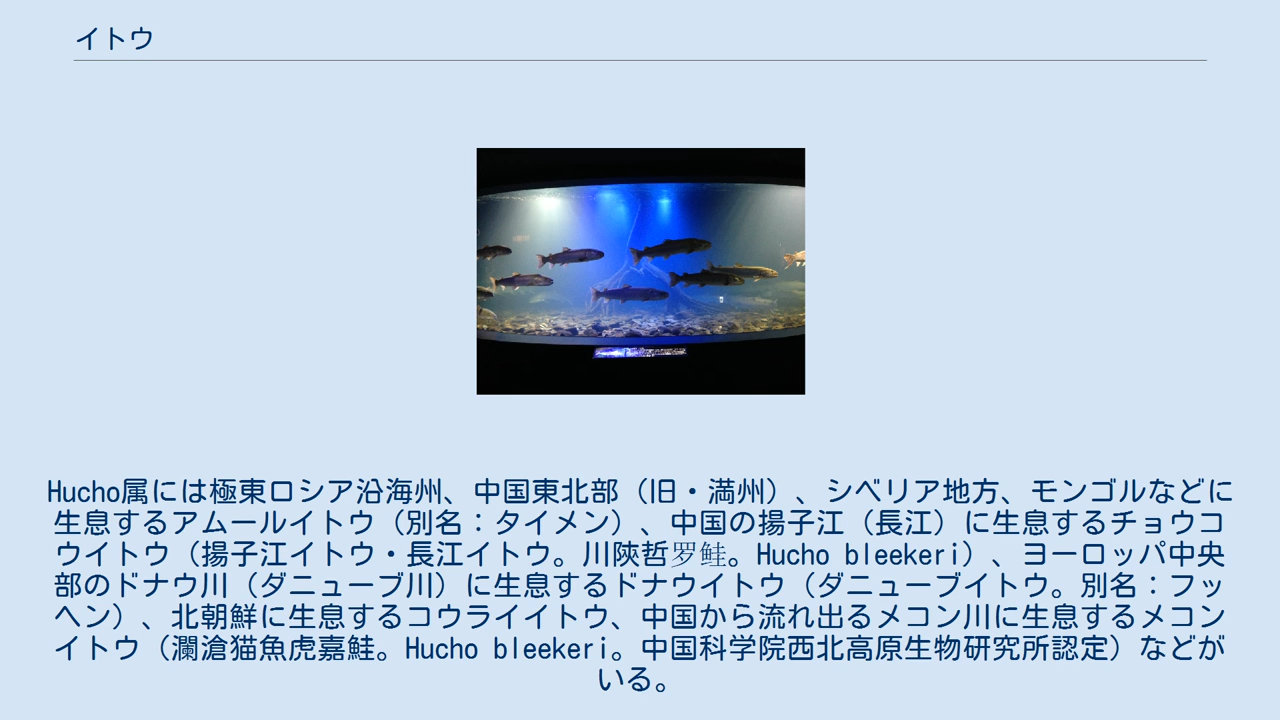 イトウ
Hucho属には極東ロシア沿海州、中国東北部（旧・満州）、シベリア地方、モンゴルなどに
生息するアムールイトウ（別名：タイメン）、中国の揚子江（長江）に生息するチョウコ
ウイトウ（揚子江イトウ・長江イトウ。川陝哲罗鲑。Hucho bleekeri）、ヨーロッパ中央
部のドナウ川（ダニューブ川）に生息するドナウイトウ（ダニューブイトウ。別名：フッ
ヘン）、北朝鮮に生息するコウライイトウ、中国から流れ出るメコン川に生息するメコン
イトウ（瀾滄猫魚虎嘉鮭。Hucho bleekeri。中国科学院西北高原生物研究所認定）などが
いる。